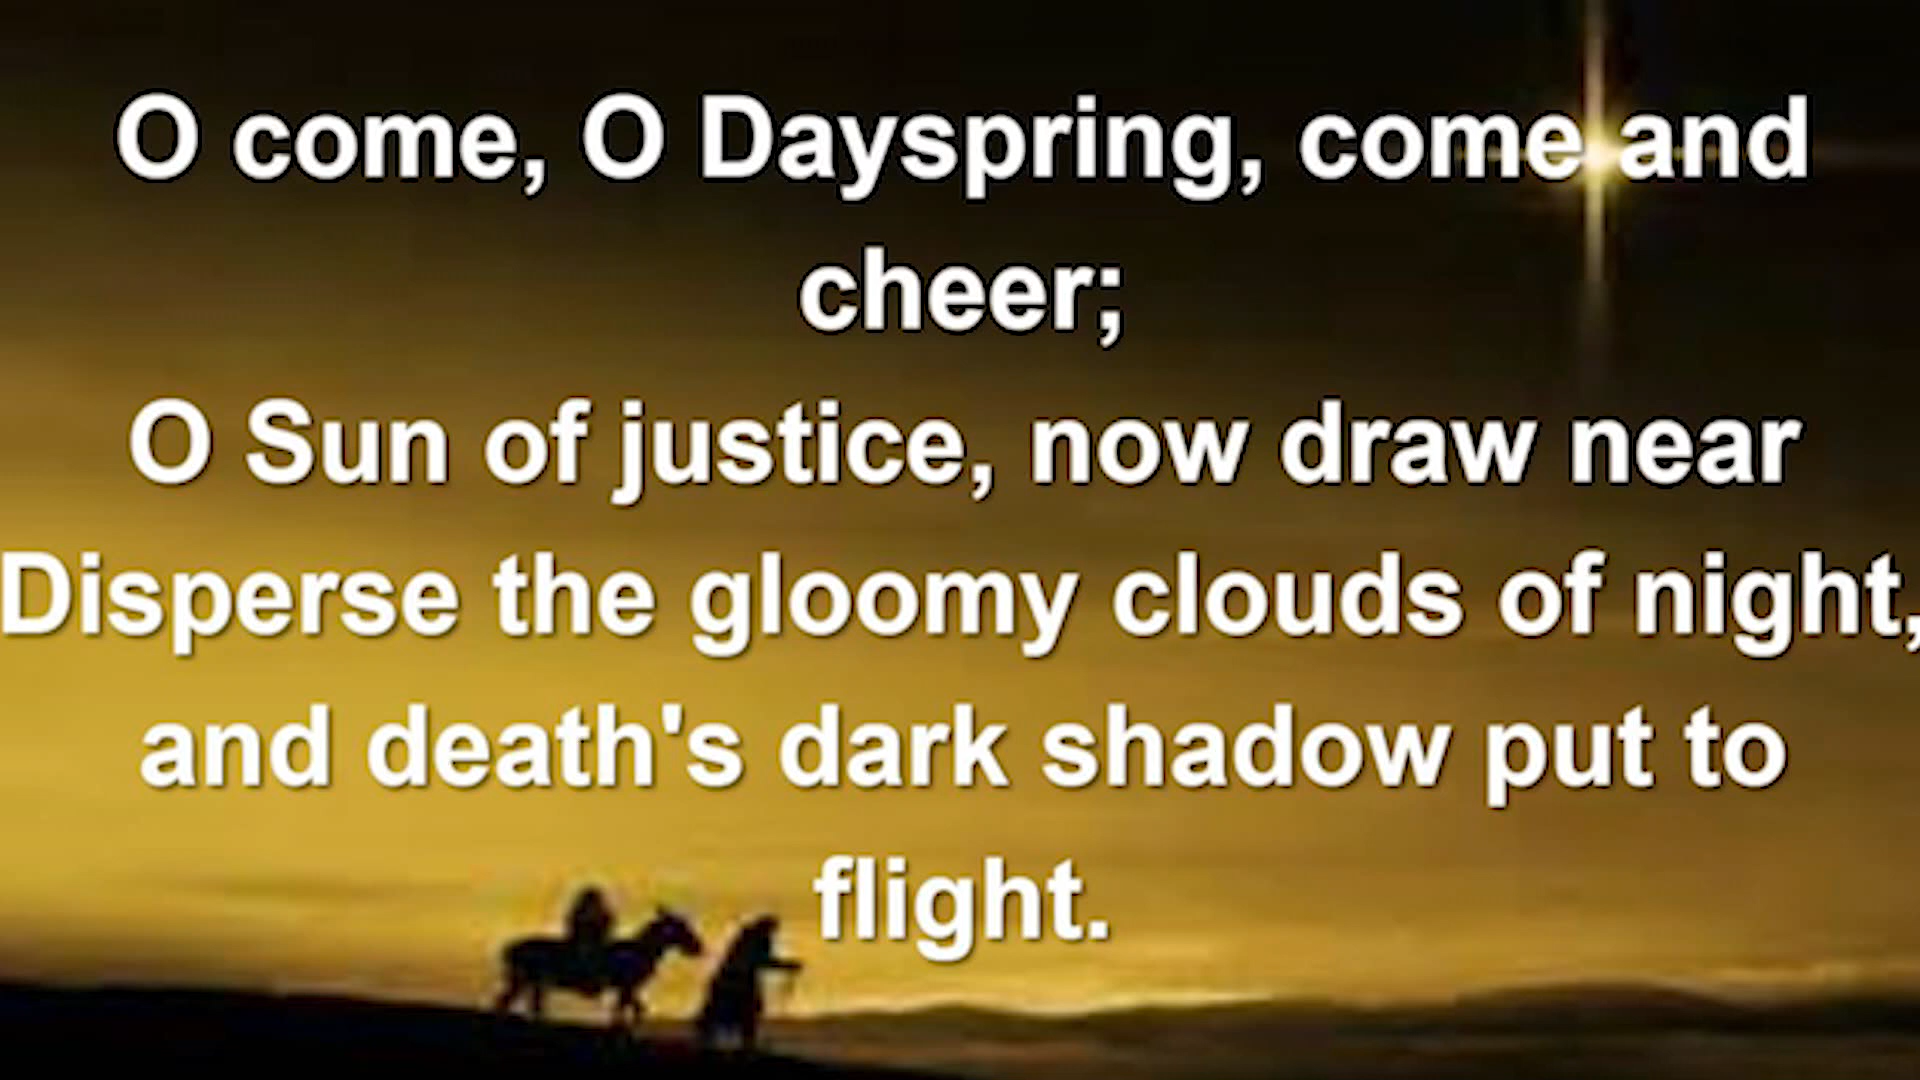 O come, O Dayspring, come and
cheer;
O Sun of justice, now draw near
Disperse the gloomy clouds of night,
and death's dark shadow put to
flight.